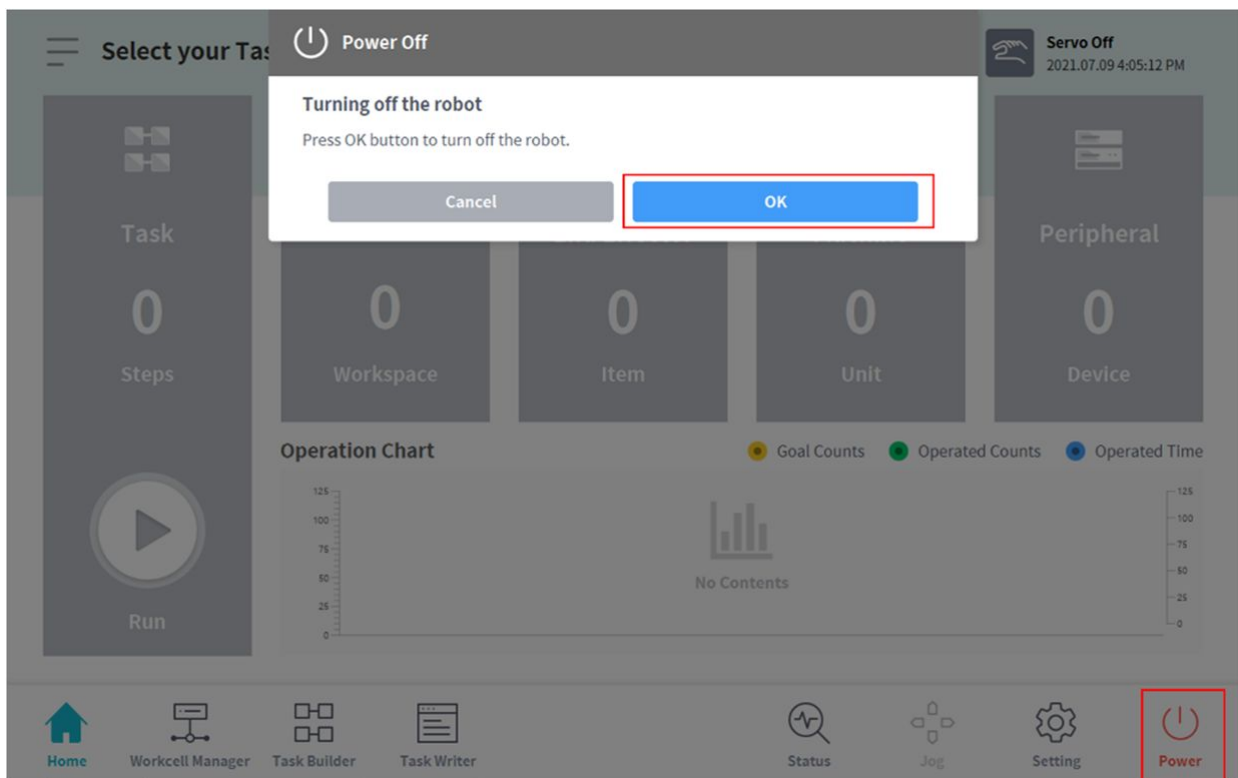 Select your Tas
Power Off
Servo Off
2021.07.09 4:05:12 PM
Turning off the robot
Press OK button to turn off the robot.
Cancel
OK
Task
0
Steps
Run
0
Workspace
0
Item
0
Unit
Peripheral
0
Device
Operation Chart
Goal Counts
Operated Counts
Operated TIme
125
100
75
50
25
0
No Contents
125
100
75
50
25
0
Home
Workcell Manager
Task Builder
Task Writer
Status
Jog
Setting
Power